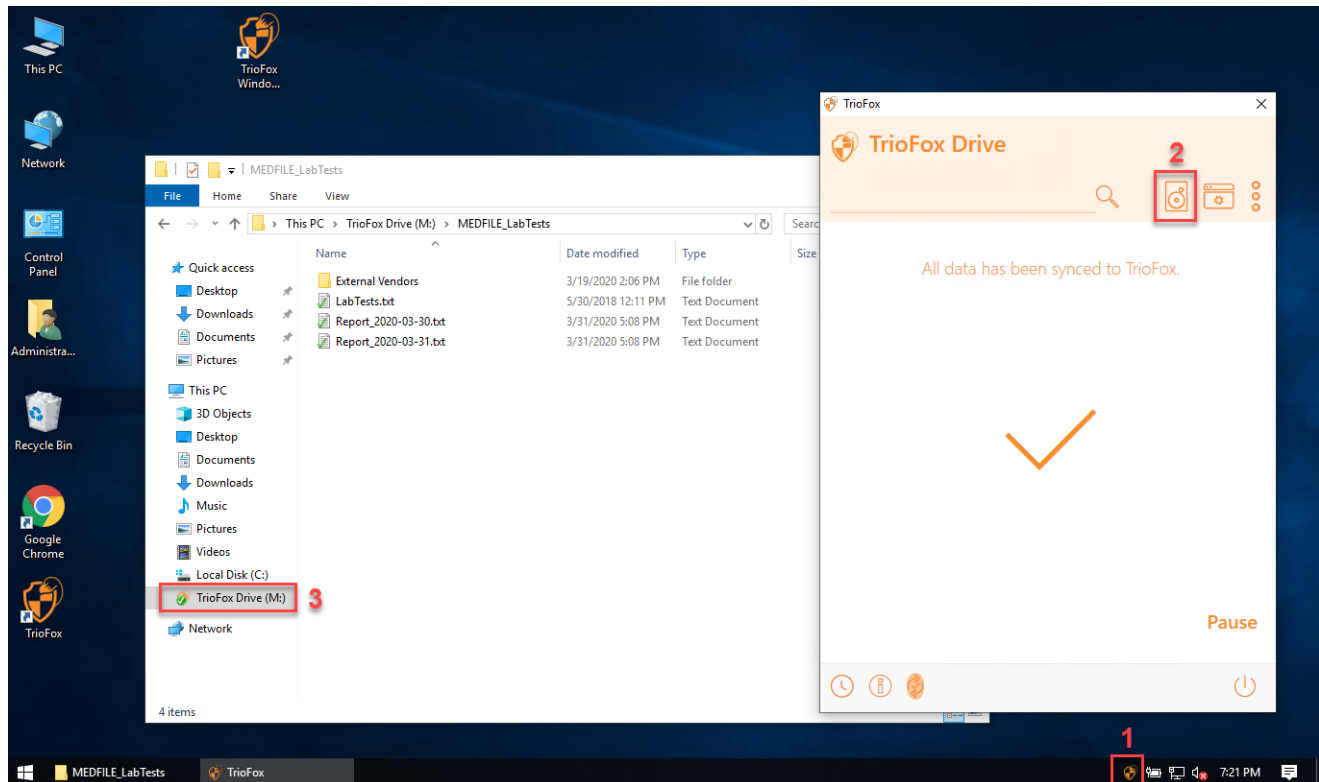 This PC
TrioFox
Windo...
Network
Control
Panel
Administra...
Recycle Bin
Google
Chrome
TrioFox
MEDFILE_LabTests
File Home Share View
This PC > TrioFox Drive (M:) > MEDFILE_LabTests
Searc
Name Date modified Type Size
Quick access
Desktop
Downloads
Documents
Pictures
This PC
3D Objects
Desktop
Documents
Downloads
Music
Pictures
Videos
Local Disk (C:)
TrioFox Drive (M:)
3
Network
External Vendors 3/19/2020 2:06 PM File folder
LabTests.txt 5/30/2018 12:11 PM Text Document
Report_2020-03-30.txt 3/31/2020 5:08 PM Text Document
Report_2020-03-31.txt 3/31/2020 5:08 PM Text Document
4 items
TrioFox
TrioFox Drive
2
All data has been synced to TrioFox.
Pause
1
MEDFILE_LabTests TrioFox 7:21 PM